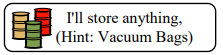 I'll store anything,
(Hint: Vacuum Bags)